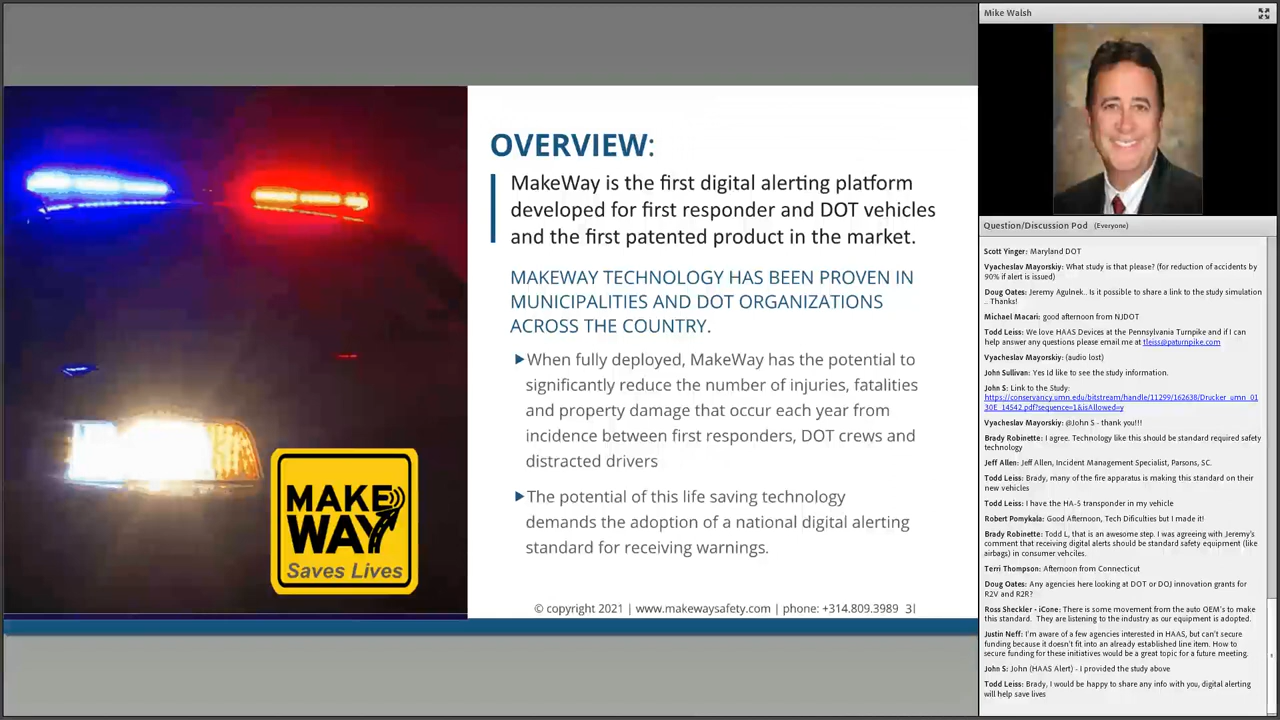 Mike Walsh
OVERVIEW:
MakeWay is the first digital alerting platform
developed for first responder and DOT vehicles
and the first patented product in the market.
MAKEWAY TECHNOLOGY HAS BEEN PROVEN IN
MUNICIPALITIES AND DOT ORGANIZATIONS
ACROSS THE COUNTRY.
When fully deployed, MakeWay has the potential to
significantly reduce the number of injuries, fatalities
and property damage that occur each year from
incidence between first responders, DOT crews and
distracted drivers
The potential of this life saving technology
demands the adoption of a national digital alerting
standard for receiving warnings.
MAKE
WAY
Saves Lives
© copyright 2021 | www.makewaysafety.com | phone: +314.809.3989 3|
Question/Discussion Pod (Everyone)
Scott Yinger: Maryland DOT
Vyacheslav Mayorskiy: What study is that please? (for reduction of accidents by
90% if alert is issued)
Doug Oates: Jeremy Agulnek.. Is it possible to share a link to the study simulation
.. Thanks!
Michael Macari: good afternoon from NJDOT
Todd Leiss: We love HAAS Devices at the Pennsylvania Turnpike and if I can
help answer any questions please email me at tleiss@paturnpike.com
Vyacheslav Mayorskiy: (audio lost)
John Sullivan: Yes Id like to see the study information.
John S: Link to the Study:
https://conservancy.umn.edu/bitstream/handle/11299/162638/Drucker_umn_01
30E_14542.pdf?sequence=1&isAllowed=y
Vyacheslav Mayorskiy: @John S - thank you!!!
Brady Robinette: I agree. Technology like this should be standard required safety
technology
Jeff Allen: Jeff Allen, Incident Management Specialist, Parsons, SC.
Todd Leiss: Brady, many of the fire apparatus is making this standard on their
new vehicles
Todd Leiss: I have the HA-5 transponder in my vehicle
Robert Pomykala: Good Afternoon, Tech Dificulties but I made it!
Brady Robinette: Todd L, that is an awesome step. I was agreeing with Jeremy's
comment that receiving digital alerts should be standard safety equipment (like
airbags) in consumer vehciles.
Terri Thompson: Afternoon from Connecticut
Doug Oates: Any agencies here looking at DOT or DOJ innovation grants for
R2V and R2R?
Ross Sheckler - iCone: There is some movement from the auto OEM's to make
this standard. They are listening to the industry as our equipment is adopted.
Justin Neff: I'm aware of a few agencies interested in HAAS, but can't secure
funding because it doesn't fit into an already established line item. How to
secure funding for these initiatives would be a great topic for a future meeting.
John S: John (HAAS Alert) - I provided the study above
Todd Leiss: Brady, I would be happy to share any info with you, digital alerting
will help save lives